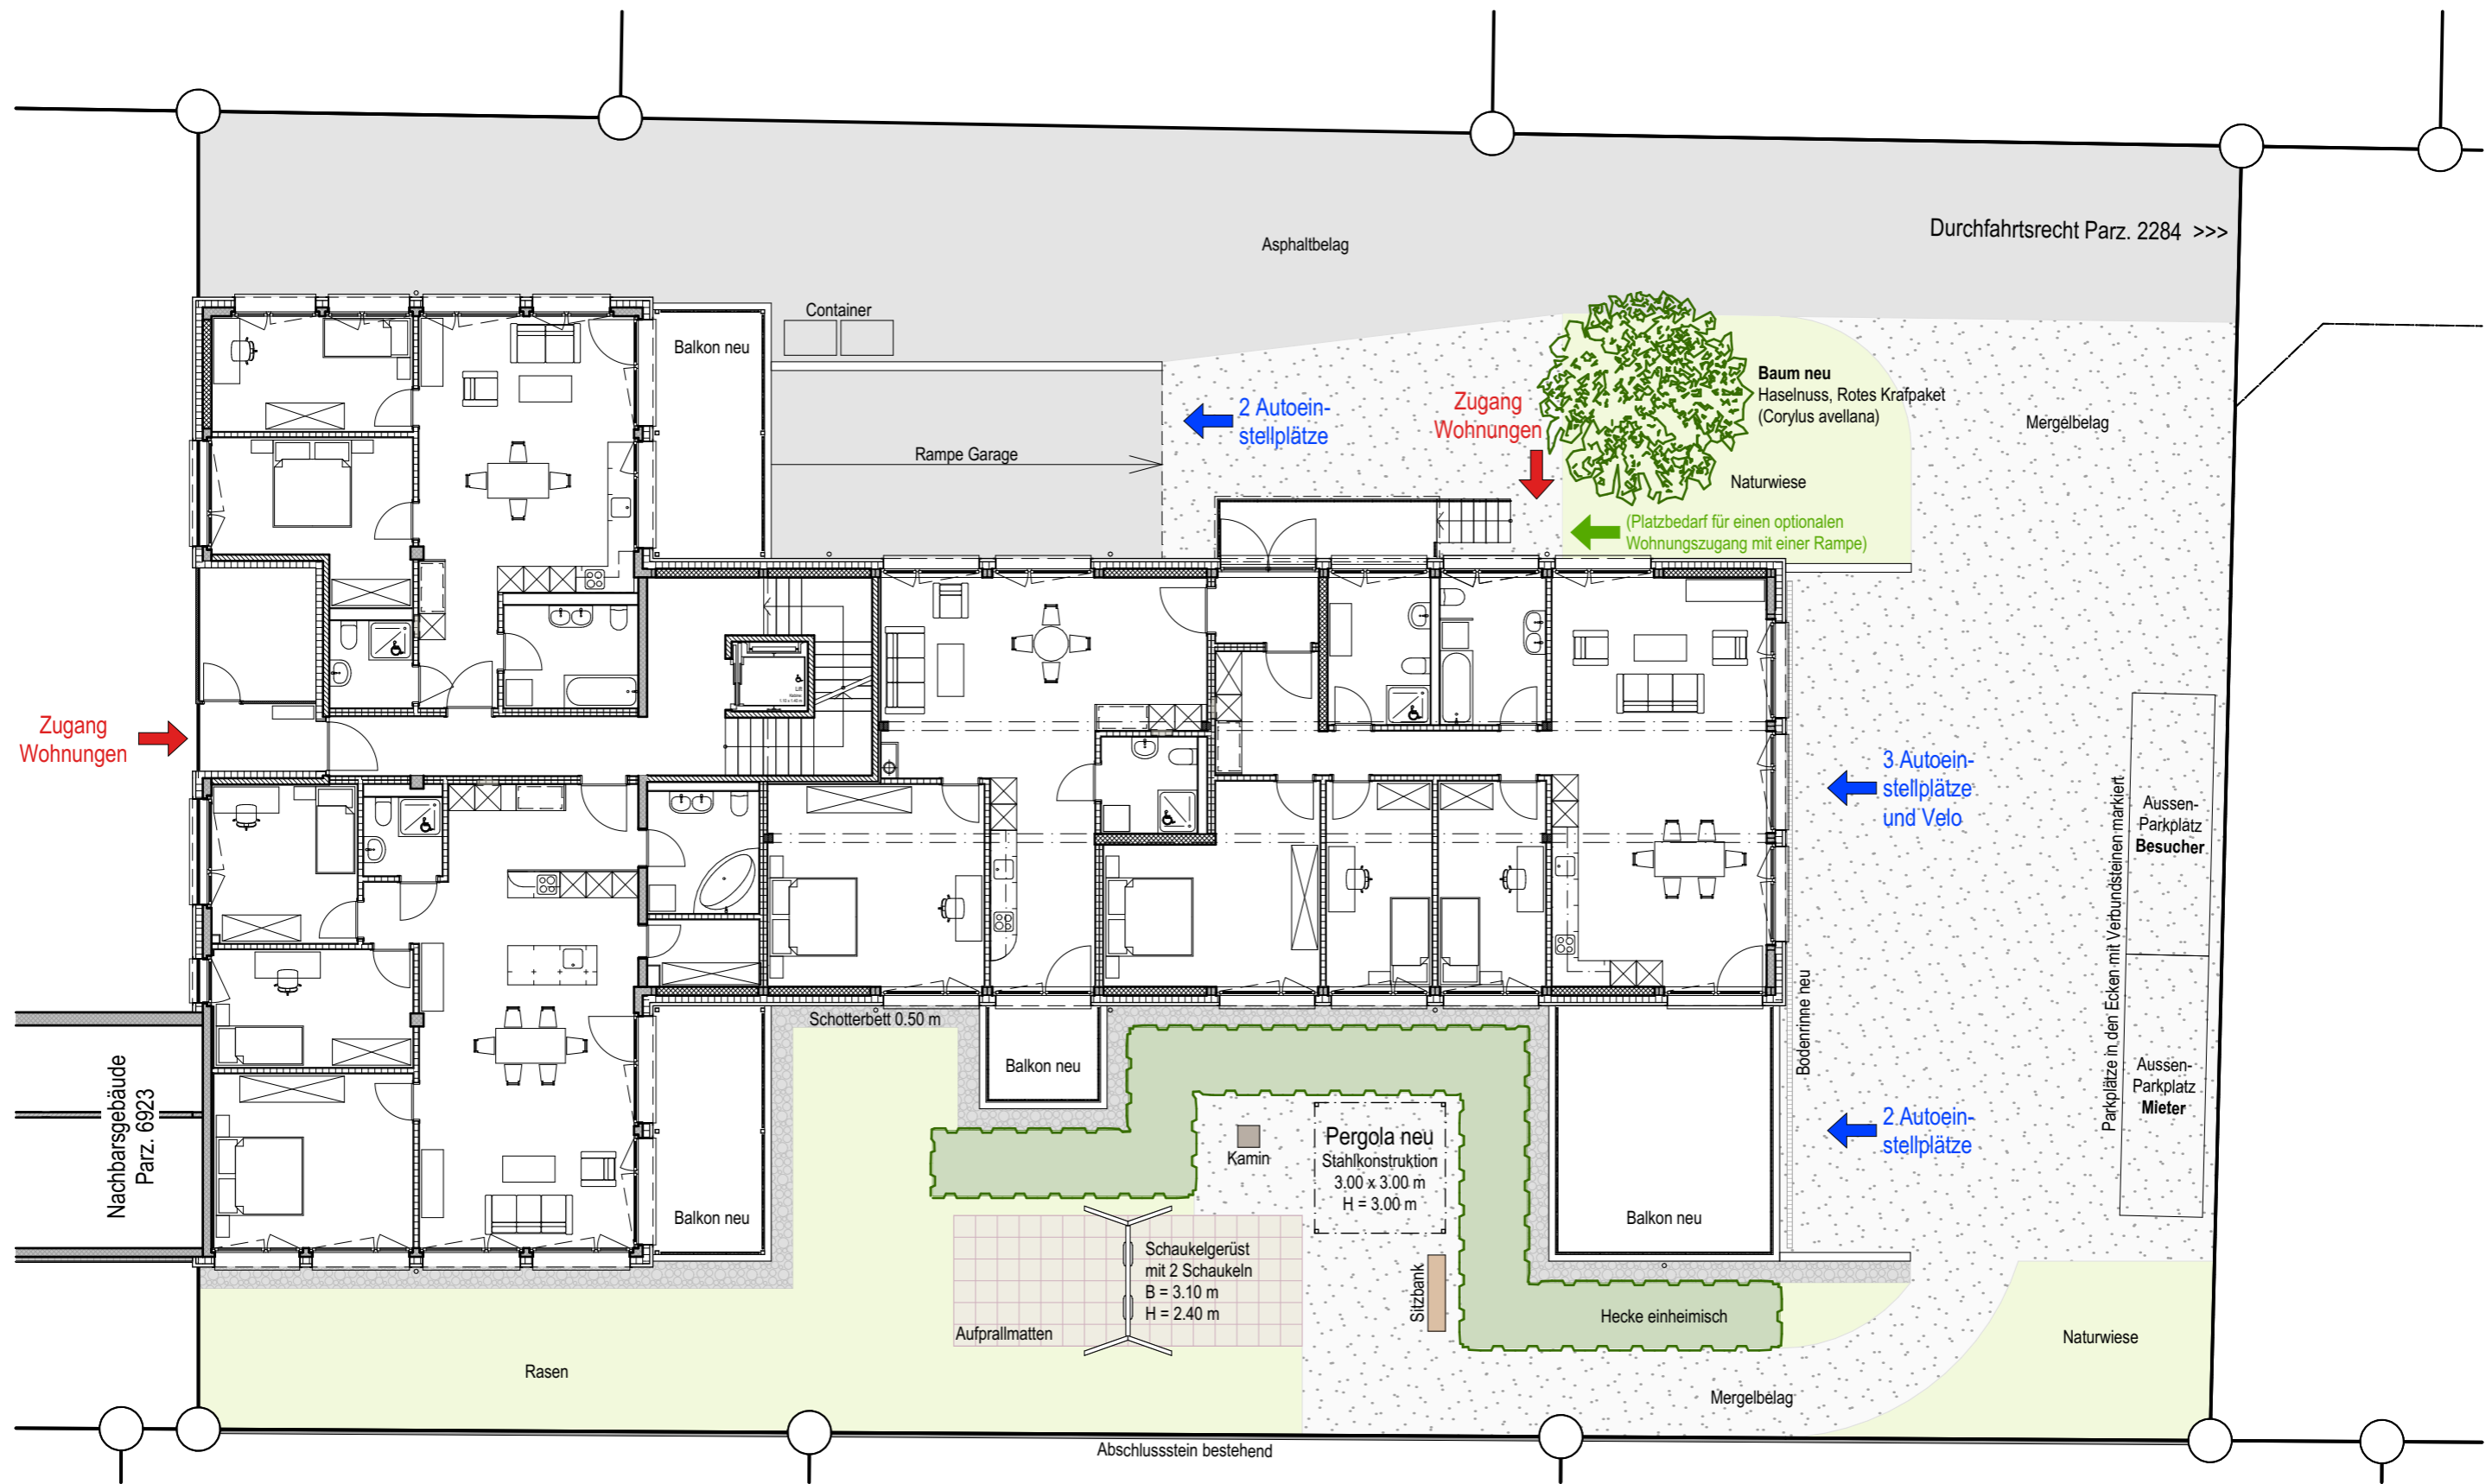 Durchfahrtsrecht Parz. 2284 >>>
Asphaltbelag
Container
Balkon neu
Rampe Garage
2 Autoein-
stellplätze
Zugang
Wohnungen
Baum neu
Haselnuss, Rotes Krafpaket
(Corylus avellana)
Naturwiese
Mergelbelag
(Platzbedarf für einen optionalen
Wohnungszugang mit einer Rampe)
Zugang
Wohnungen
Lift
3 Autoein-
stellplätze
und Velo
Aussen-
Parkplatz
Besucher
Parkplätze in den Ecken mit Verbundsteinen markiert
Bodenrinne neu
Schotterbett 0.50 m
Balkon neu
Nachbarsgebäude
Parz. 6923
Aussen-
Parkplatz
Mieter
2 Autoein-
stellplätze
Kamin
Pergola neu
Stahlkonstruktion
3.00 x 3.00 m
H = 3.00 m
Balkon neu
Balkon neu
Schaukelgerüst
mit 2 Schaukeln
B = 3.10 m
H = 2.40 m
Sitzbank
Aufprallmatten
Hecke einheimisch
Naturwiese
Rasen
Mergelbelag
Abschlussstein bestehend